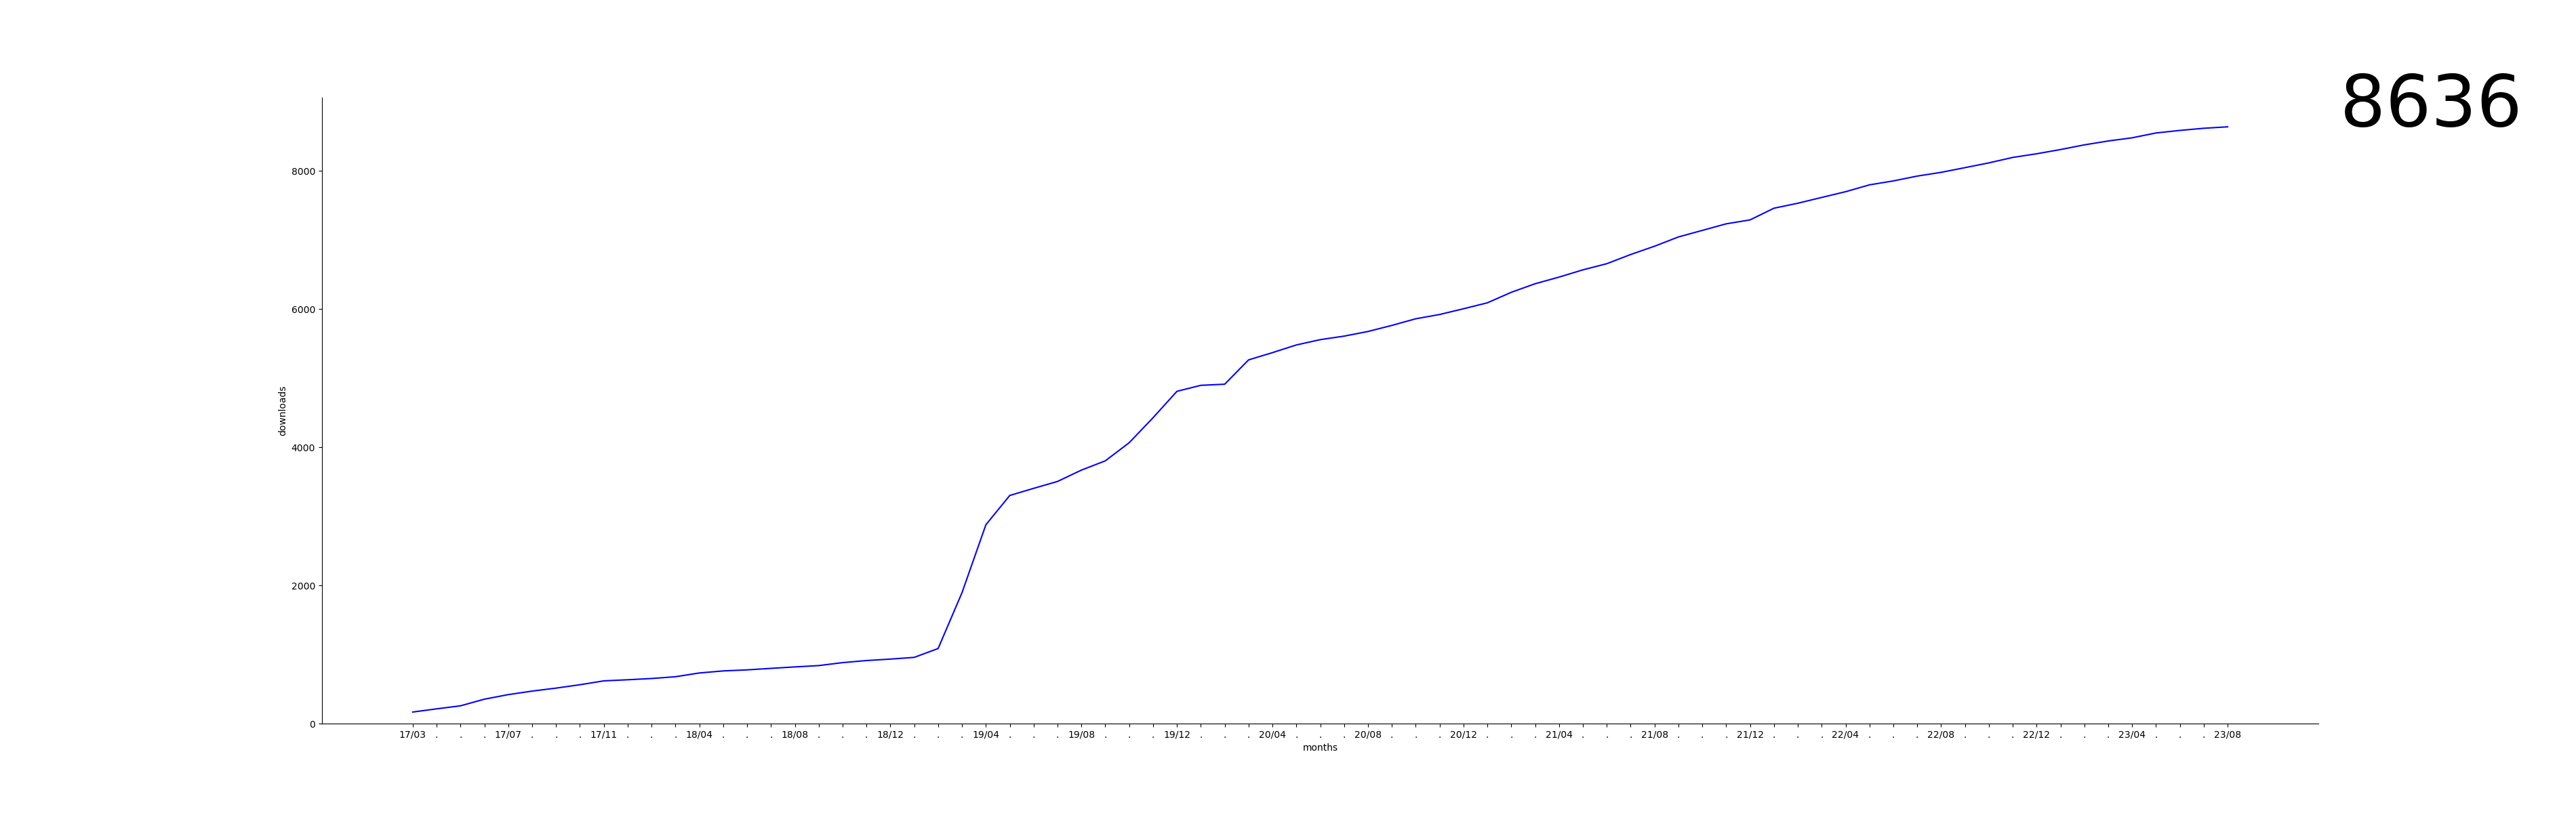 8636
8000
6000
downloads
4000
2000
0
17/03 . . . 17/07 . . . 17/11 . . . 18/04 . . . 18/08 . . . 18/12 . . . 19/04 . . . 19/08 . . . 19/12 . . . 20/04 . . . 20/08 . . . 20/12 . . . 21/04 . . . 21/08 . . . 21/12 . . . 22/04 . . . 22/08 . . . 22/12 . . . 23/04 . . . 23/08
months